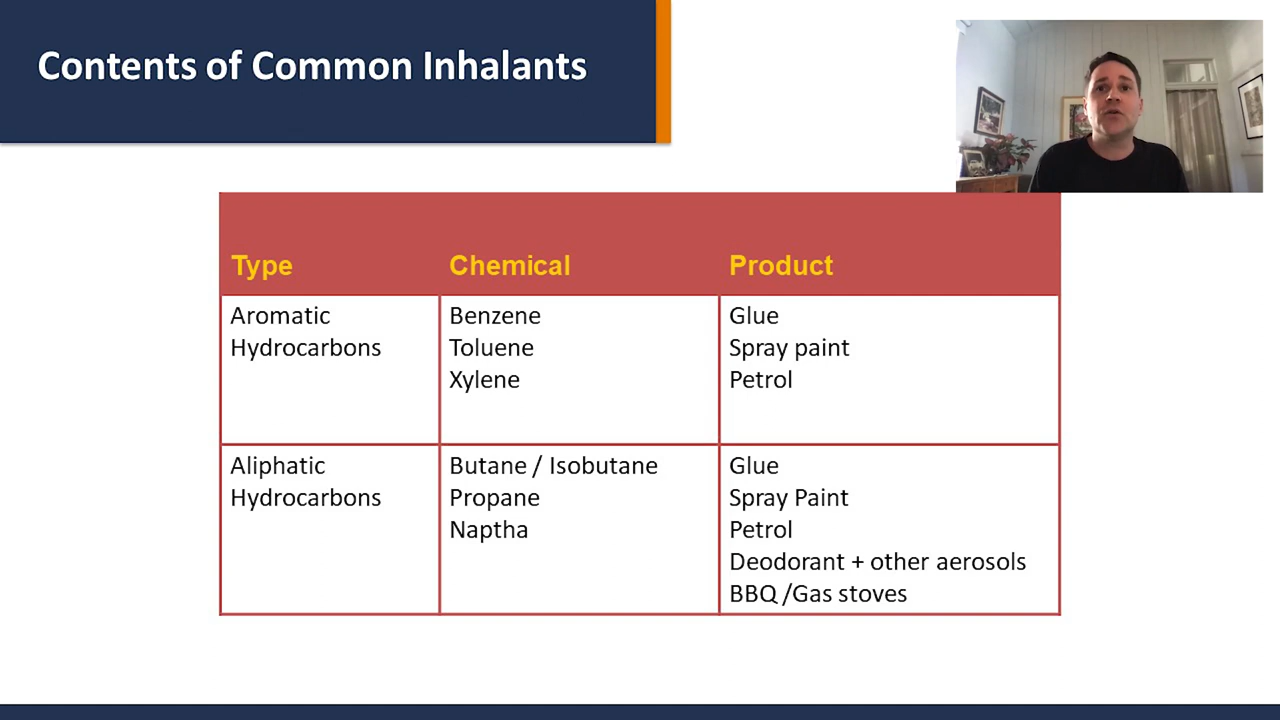 Contents of Common Inhalants
Type Chemical Product
Aromatic Hydrocarbons
Benzene
Toluene
Xylene
Glue
Spray paint
Petrol
Aliphatic Hydrocarbons
Butane / Isobutane
Propane
Naptha
Glue
Spray Paint
Petrol
Deodorant + other aerosols
BBQ /Gas stoves